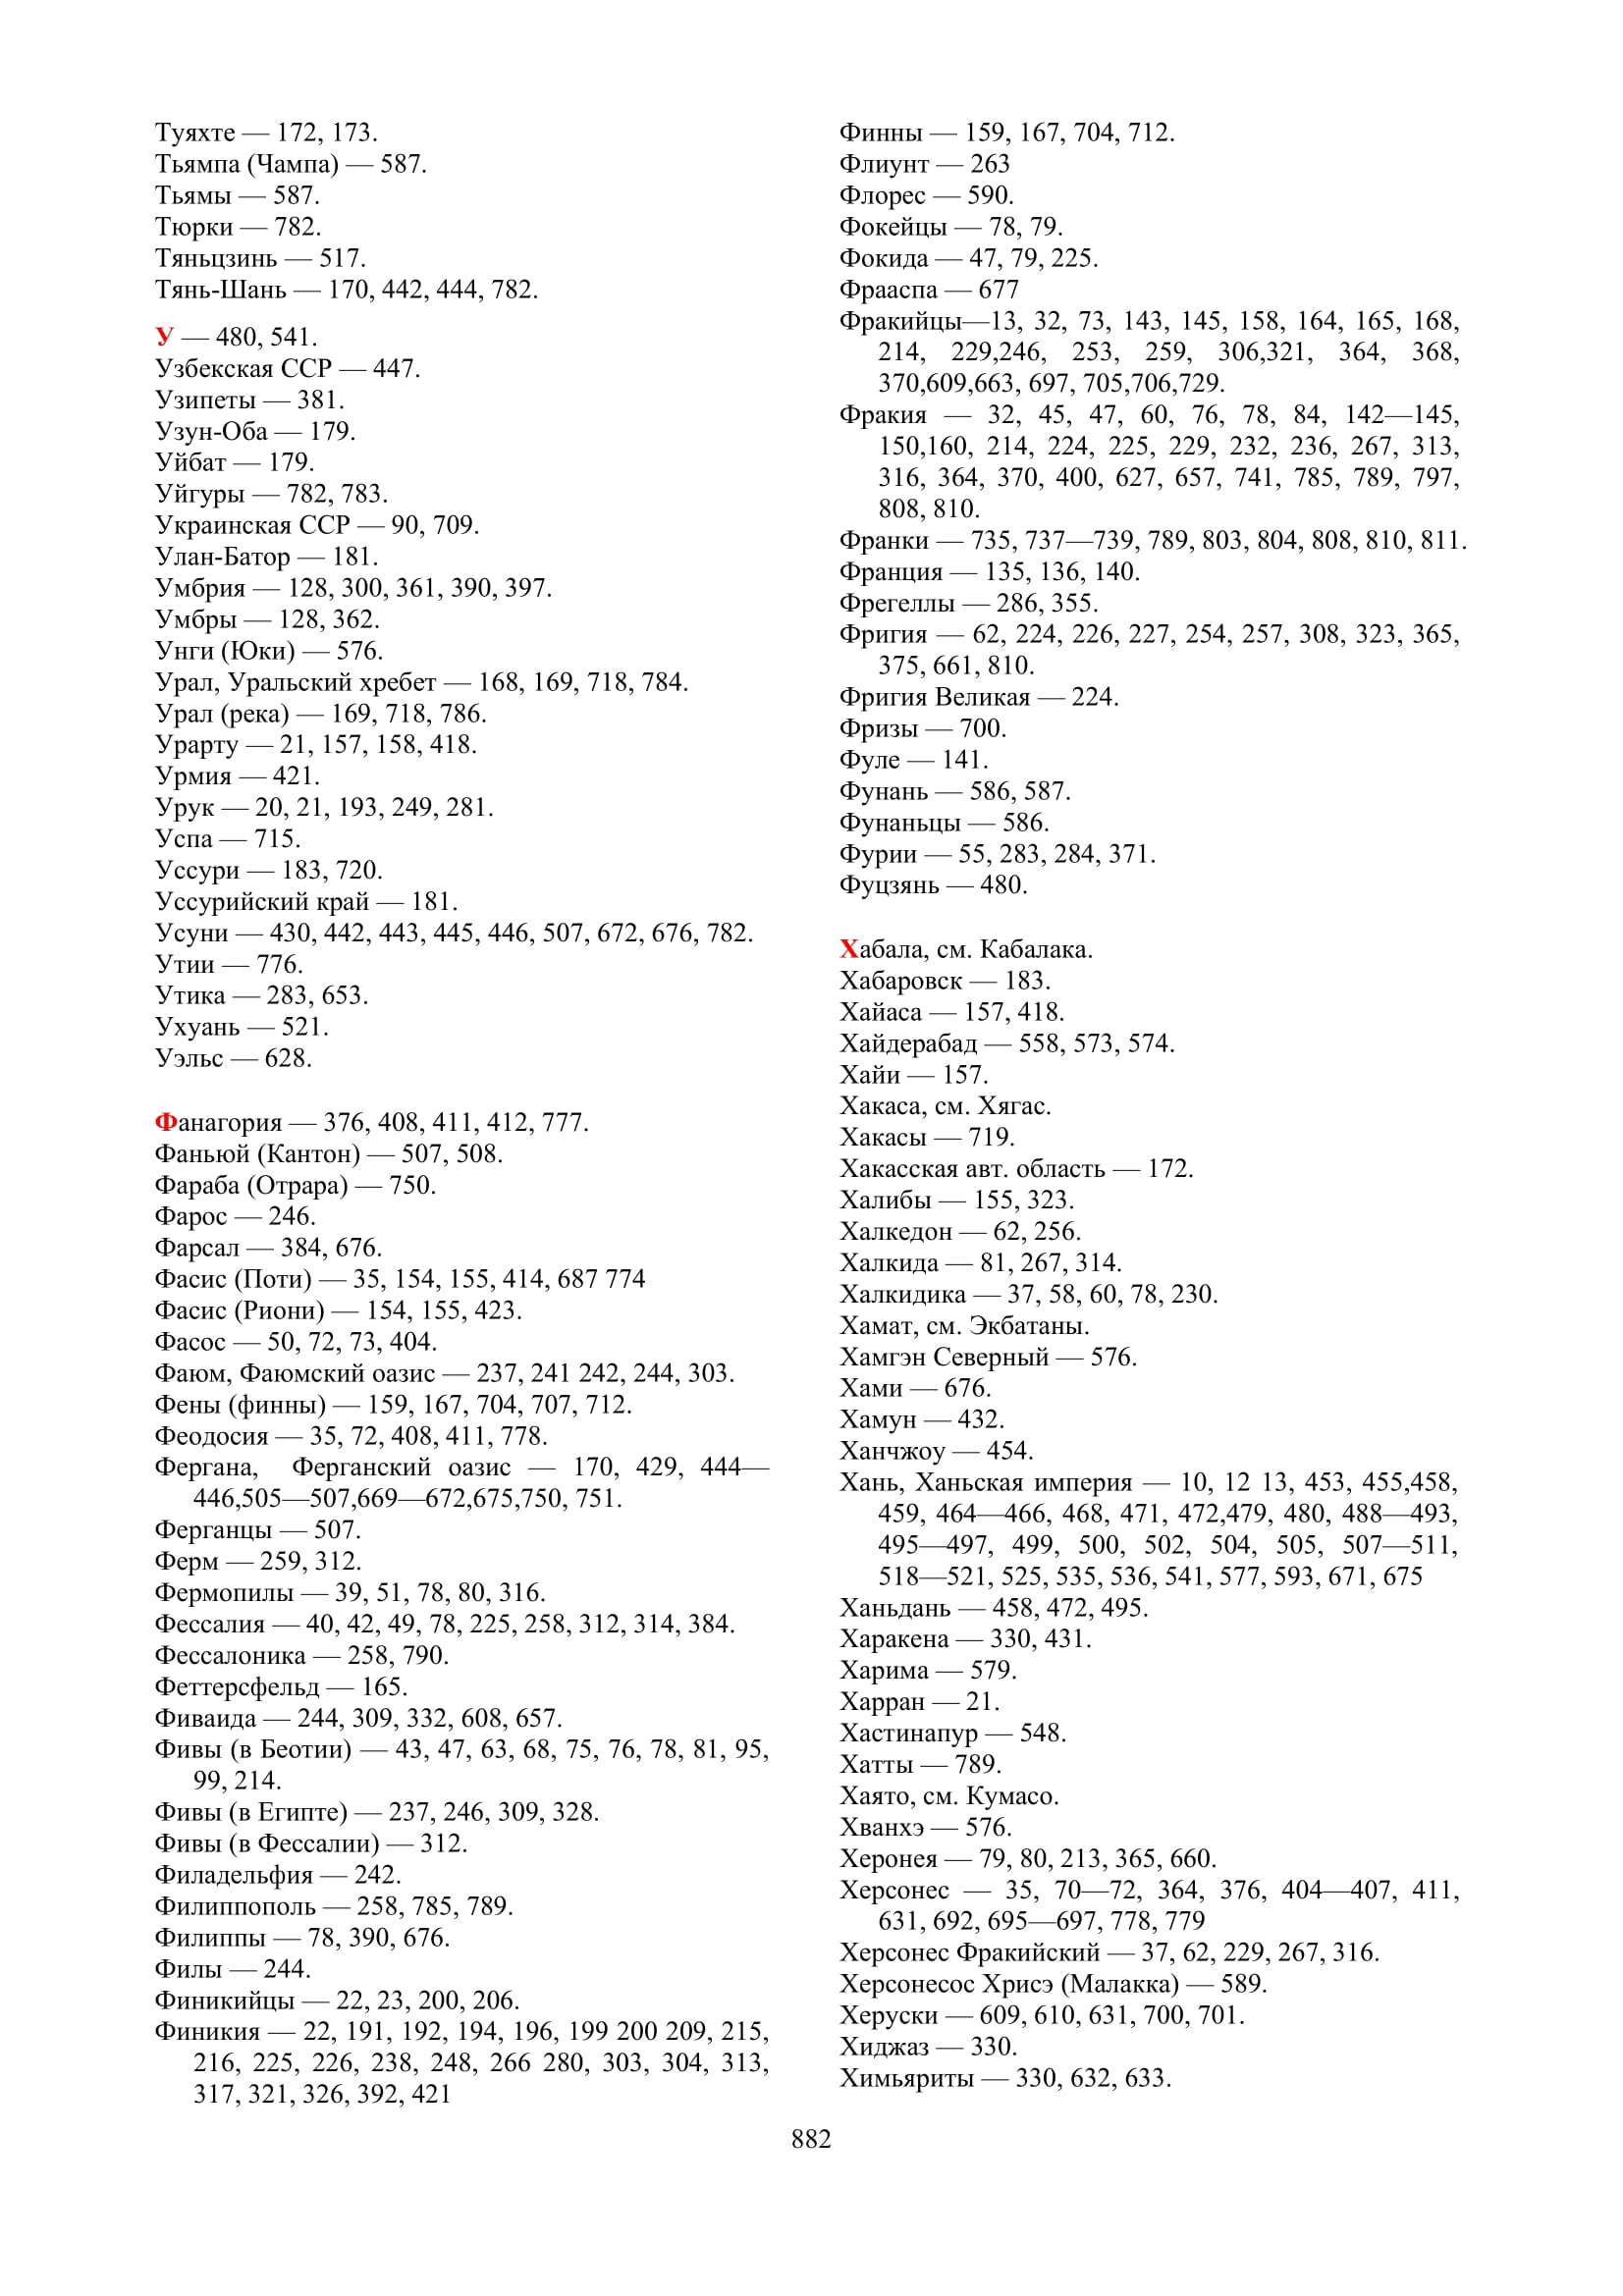 Туяхте — 172, 173.
Тьямпа (Чампа) — 587.
Тьямы — 587.
Тюрки — 782.
Тяньцзинь — 517.
Тянь-Шань — 170, 442, 444, 782.
У — 480, 541.
Узбекская ССР — 447.
Узипеты — 381.
Узун-Оба — 179.
Уйбат — 179.
Уйгуры — 782, 783.
Украинская ССР — 90, 709.
Улан-Батор — 181.
Умбрия — 128, 300, 361, 390, 397.
Умбры — 128, 362.
Унги (Юки) — 576.
Урал, Уральский хребет — 168, 169, 718, 784.
Урал (река) — 169, 718, 786.
Урарту — 21, 157, 158, 418.
Урмия — 421.
Урук — 20, 21, 193, 249, 281.
Успа — 715.
Уссури — 183, 720.
Уссурийский край — 181.
Усуни — 430, 442, 443, 445, 446, 507, 672, 676, 782.
Утии — 776.
Утика — 283, 653.
Ухуань — 521.
Уэльс — 628.
Фанагория — 376, 408, 411, 412, 777.
Фаньюй (Кантон) — 507, 508.
Фараба (Отрара) — 750.
Фарос — 246.
Фарсал — 384, 676.
Фасис (Поти) — 35, 154, 155, 414, 687 774
Фасис (Риони) — 154, 155, 423.
Фасос — 50, 72, 73, 404.
Фаюм, Фаюмский оазис — 237, 241 242, 244, 303.
Фены (финны) — 159, 167, 704, 707, 712.
Феодосия — 35, 72, 408, 411, 778.
Фергана, Ферганский оазис — 170, 429, 444—
446,505—507,669—672,675,750, 751.
Ферганцы — 507.
Ферм — 259, 312.
Фермопилы — 39, 51, 78, 80, 316.
Фессалия — 40, 42, 49, 78, 225, 258, 312, 314, 384.
Фессалоника — 258, 790.
Феттерсфельд — 165.
Фиваида — 244, 309, 332, 608, 657.
Фивы (в Беотии) — 43, 47, 63, 68, 75, 76, 78, 81, 95,
99, 214.
Фивы (в Египте) — 237, 246, 309, 328.
Фивы (в Фессалии) — 312.
Филадельфия — 242.
Филиппополь — 258, 785, 789.
Филиппы — 78, 390, 676.
Филы — 244.
Финикийцы — 22, 23, 200, 206.
Финикия — 22, 191, 192, 194, 196, 199 200 209, 215,
216, 225, 226, 238, 248, 266 280, 303, 304, 313,
317, 321, 326, 392, 421
Финны — 159, 167, 704, 712.
Флиунт — 263
Флорес — 590.
Фокейцы — 78, 79.
Фокида — 47, 79, 225.
Фрааспа — 677
Фракийцы—13, 32, 73, 143, 145, 158, 164, 165, 168,
214, 229,246, 253, 259, 306,321, 364, 368,
370,609,663, 697, 705,706,729.
Фракия — 32, 45, 47, 60, 76, 78, 84, 142—145,
150,160, 214, 224, 225, 229, 232, 236, 267, 313,
316, 364, 370, 400, 627, 657, 741, 785, 789, 797,
808, 810.
Франки — 735, 737—739, 789, 803, 804, 808, 810, 811.
Франция — 135, 136, 140.
Фрегеллы — 286, 355.
Фригия — 62, 224, 226, 227, 254, 257, 308, 323, 365,
375, 661, 810.
Фригия Великая — 224.
Фризы — 700.
Фуле — 141.
Фунань — 586, 587.
Фунаньцы — 586.
Фурии — 55, 283, 284, 371.
Фуцзянь — 480.
Хабала, см. Кабалака.
Хабаровск — 183.
Хайаса — 157, 418.
Хайдерабад — 558, 573, 574.
Хайи — 157.
Хакаса, см. Хягас.
Хакасы — 719.
Хакасская авт. область — 172.
Халибы — 155, 323.
Халкедон — 62, 256.
Халкида — 81, 267, 314.
Халкидика — 37, 58, 60, 78, 230.
Хамат, см. Экбатаны.
Хамгэн Северный — 576.
Хами — 676.
Хамун — 432.
Ханчжоу — 454.
Хань, Ханьская империя — 10, 12 13, 453, 455,458,
459, 464—466, 468, 471, 472,479, 480, 488—493,
495—497, 499, 500, 502, 504, 505, 507—511,
518—521, 525, 535, 536, 541, 577, 593, 671, 675
Ханьдань — 458, 472, 495.
Харакена — 330, 431.
Харима — 579.
Харран — 21.
Хастинапур — 548.
Хатты — 789.
Хаято, см. Кумасо.
Хванхэ — 576.
Херонея — 79, 80, 213, 365, 660.
Херсонес — 35, 70—72, 364, 376, 404—407, 411,
631, 692, 695—697, 778, 779
Херсонес Фракийский — 37, 62, 229, 267, 316.
Херсонесос Хрисэ (Малакка) — 589.
Херуски — 609, 610, 631, 700, 701.
Хиджаз — 330.
Химьяриты — 330, 632, 633.
882